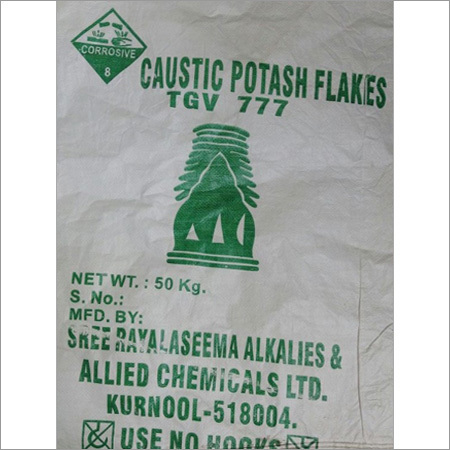 CORROSIVE
8
CAUSTIC POTASH FLAKES
TGV 777
NET WT. : 50 Kg.
S. No.:
MFD. BY:
SREE RAYALASEEMA ALKALIES &
ALLIED CHEMICALS LTD.
KURNOOL-518004.
USE NO HOOKS